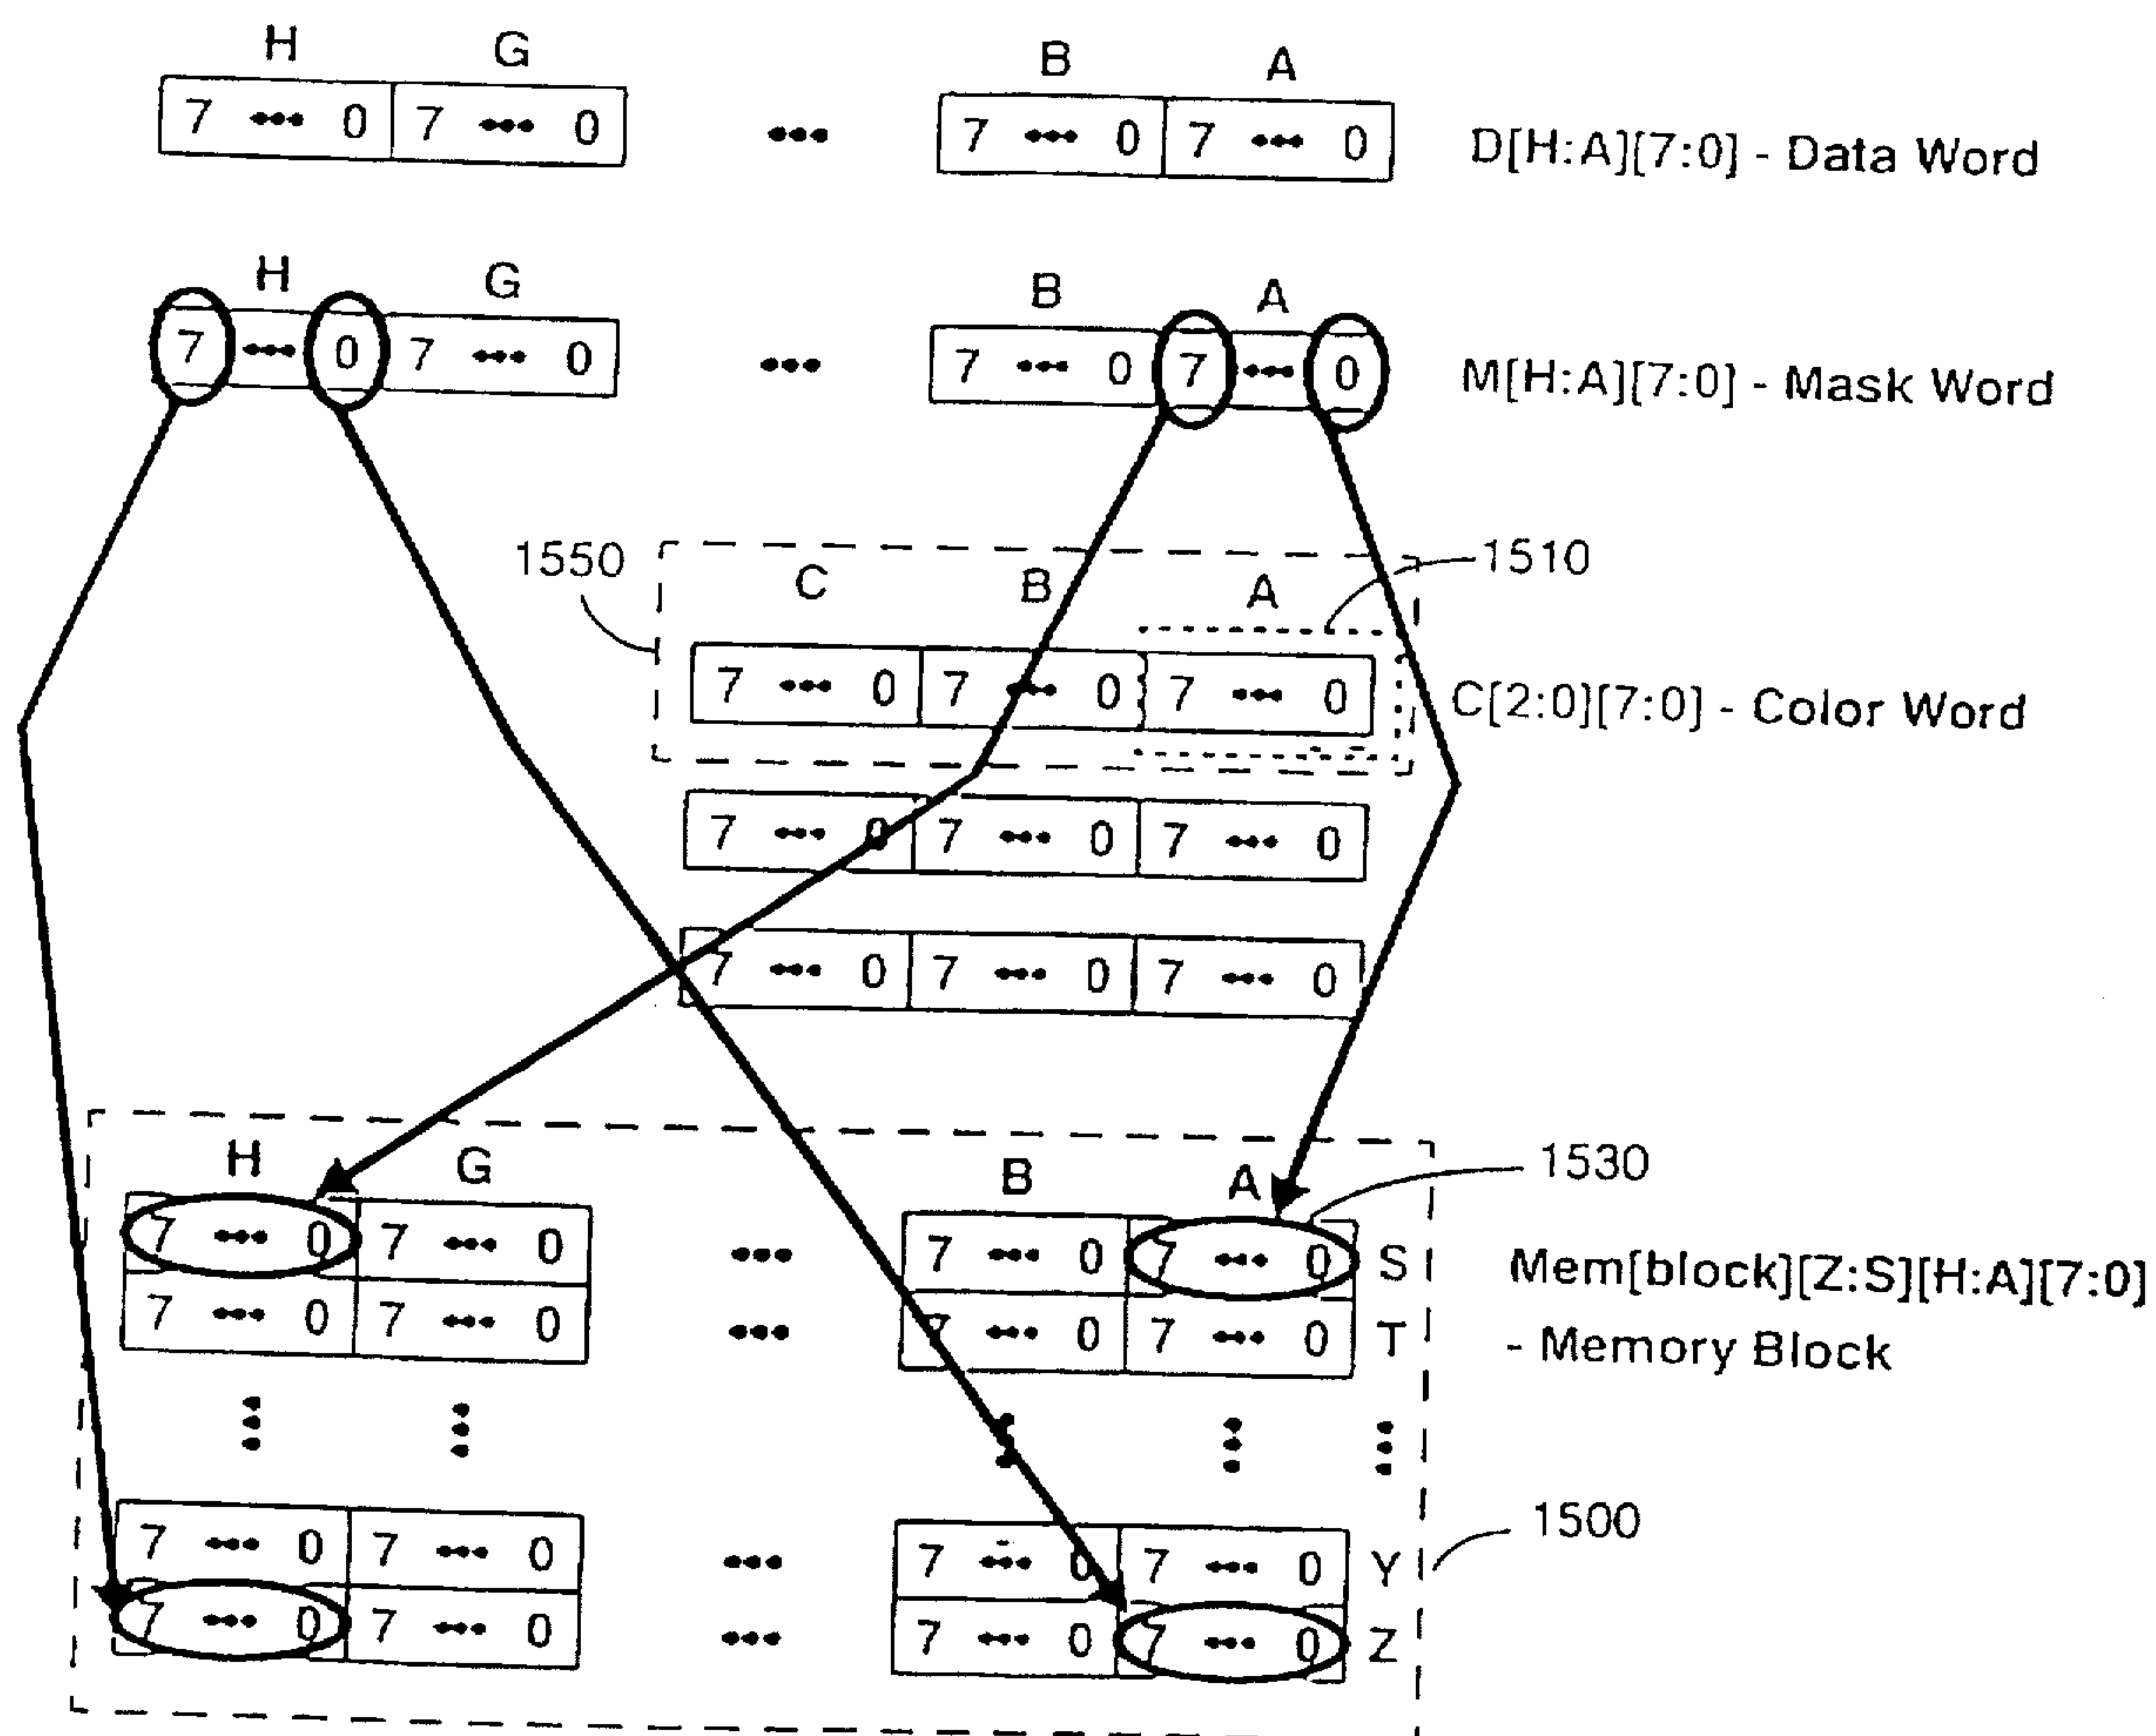 H G B A
7 ••• 0 7 ••• 0 ••• 7 ••• 0 7 ••• 0 D[H:A][7:0] - Data Word
H G B A
7 ••• 0 7 ••• 0 ••• 7 ••• 0 7 ••• 0 M[H:A][7:0] - Mask Word
1550 1510
C B A
7 ••• 0 7 ••• 0 7 ••• 0 C[2:0][7:0] - Color Word
7 ••• 0 7 ••• 0 7 ••• 0
7 ••• 0 7 ••• 0 7 ••• 0
1530
H G B A
7 ••• 0 7 ••• 0 ••• 7 ••• 0 7 ••• 0 S Mem[block][Z:S][H:A][7:0]
7 ••• 0 7 ••• 0 ••• 7 ••• 0 7 ••• 0 T - Memory Block
1500
7 ••• 0 7 ••• 0 ••• 7 ••• 0 7 ••• 0 Y
7 ••• 0 7 ••• 0 ••• 7 ••• 0 7 ••• 0 Z